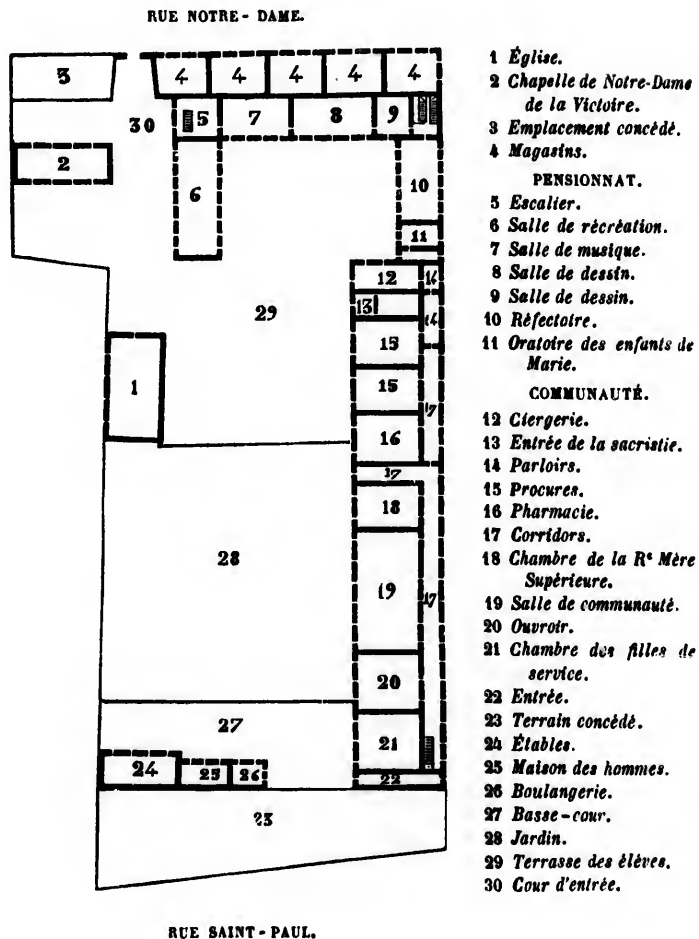 RUE NOTRE-DAME.
3 4 4 4 4 4
30 5 7 8 9
2 6 10
11
12 14
29 13 14
15
1 15 17
16
17
18
28 19 17
20
27 21
24 25 26 22
23
RUE SAINT-PAUL.
1 Église.
2 Chapelle de Notre-Dame
de la Victoire.
3 Emplacement concédé.
4 Magasins.
PENSIONNAT.
5 Escalier.
6 Salle de récréation.
7 Salle de musique.
8 Salle de dessin.
9 Salle de dessin.
10 Réfectoire.
11 Oratoire des enfants de
Marie.
COMMUNAUTÉ.
12 Ciergerie.
13 Entrée de la sacristie.
14 Parloirs.
15 Procures.
16 Pharmacie.
17 Corridors.
18 Chambre de la Rᵉ Mère
Supérieure.
19 Salle de communauté.
20 Ouvroir.
21 Chambre des filles de
service.
22 Entrée.
23 Terrain concédé.
24 Étables.
25 Maison des hommes.
26 Boulangerie.
27 Basse-cour.
28 Jardin.
29 Terrasse des élèves.
30 Cour d'entrée.